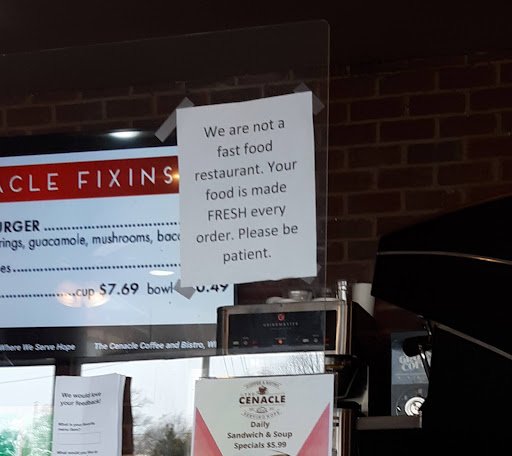 We are not a
fast food
restaurant. Your
food is made
FRESH every
order. Please be
patient.
ACLE FIXINS
URGER
rings, guacamole, mushrooms, baco
es
cup $7.69 bowl
Where We Serve Hope The Cenacle Coffee and Bistro, W
GRINDMASTER
We would love
your feedback!
CENACLE
Daily
Sandwich & Soup
Specials $5.99